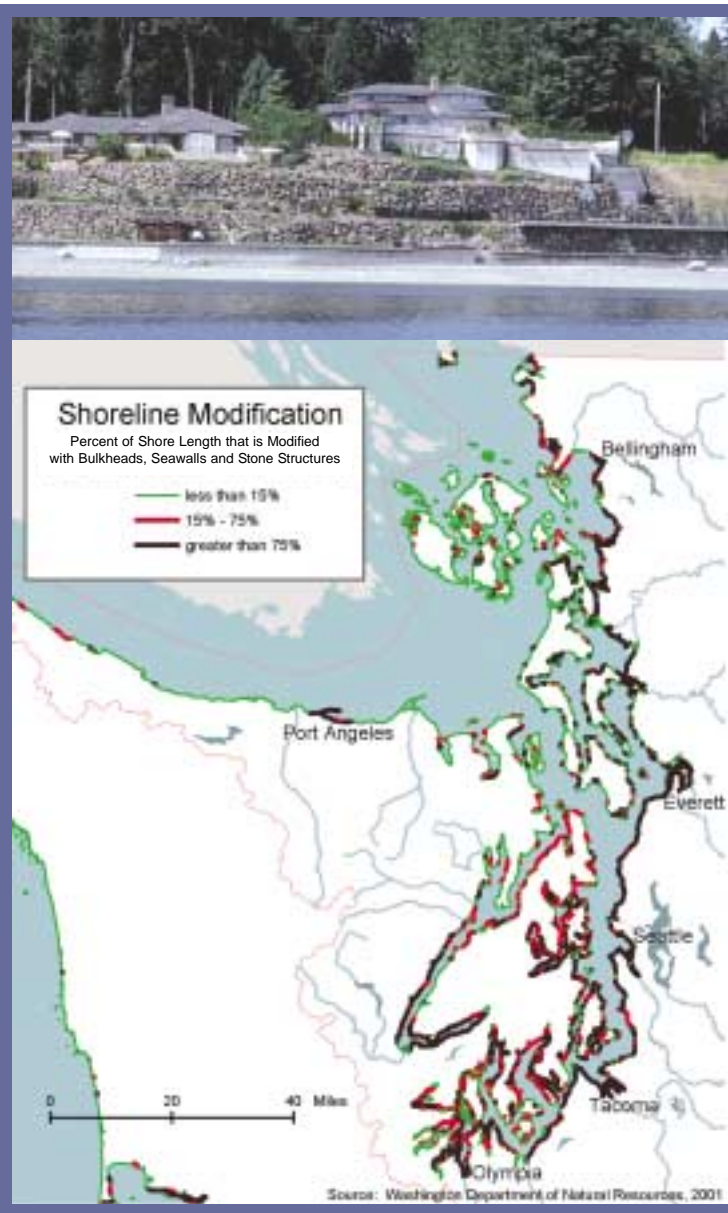 Shoreline Modification
Percent of Shore Length that is Modified
with Bulkheads, Seawalls and Stone Structures
less than 15%
15% - 75%
greater than 75%
Bellingham
Port Angeles
Everett
Seattle
0 20 40 Miles
Tacoma
Olympia
Source: Washington Department of Natural Resources, 2001